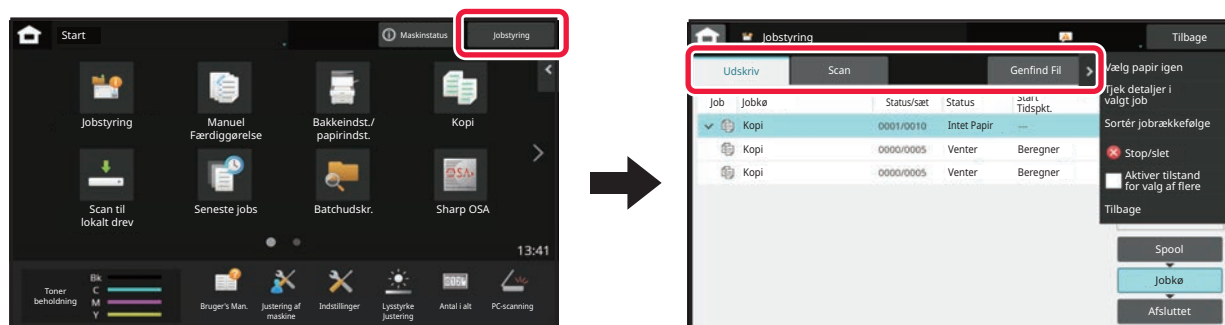 Start
Maskinstatus
Jobstyring
Jobstyring
Manuel
Færdiggørelse
Bakkeindst./
papirindst.
Kopi
Scan til
lokalt drev
Seneste jobs
Batchudskr.
OSA
Sharp OSA
13:41
Toner
beholdning
Bk
C
M
Y
Bruger's Man.
Justering af
maskine
Indstillinger
Lysstyrke
Justering
Antal i alt
PC-scanning
Jobstyring
Tilbage
Udskriv
Scan
Genfind Fil
Job
Jobkø
Status/sæt
Status
Start
Tidspkt.
Kopi
0001/0010
Intet Papir
---
Kopi
0000/0005
Venter
Beregner
Kopi
0000/0005
Venter
Beregner
Vælg papir igen
Tjek detaljer i
valgt job
Sortér jobrækkefølge
Stop/slet
Aktiver tilstand
for valg af flere
Tilbage
Spool
Jobkø
Afsluttet